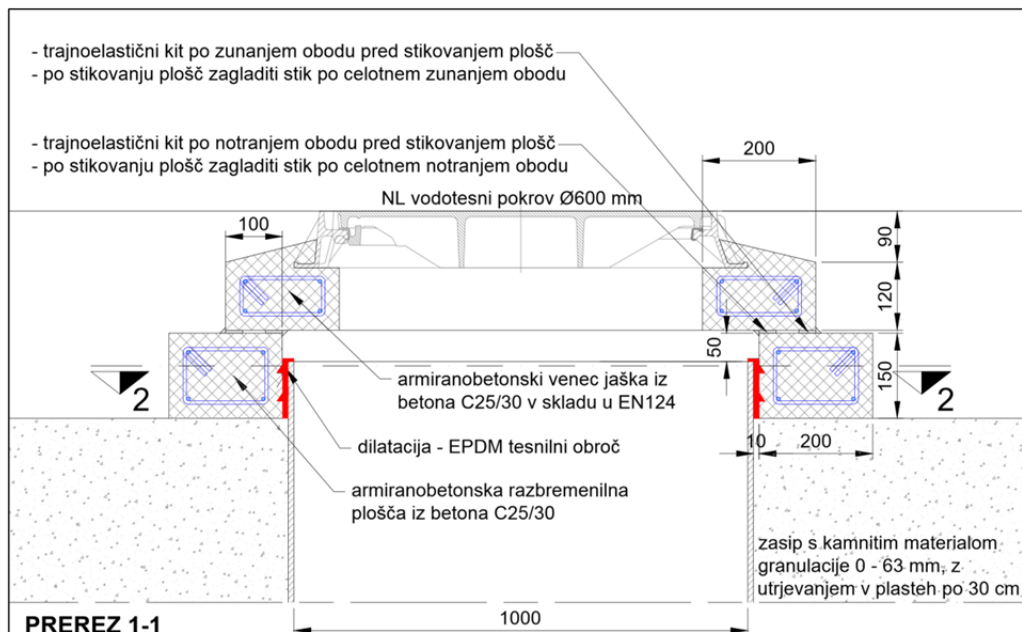 - trajnoelastični kit po zunanjem obodu pred stikovanjem plošč
- po stikovanju plošč zagladiti stik po celotnem zunanjem obodu
- trajnoelastični kit po notranjem obodu pred stikovanjem plošč
- po stikovanju plošč zagladiti stik po celotnem notranjem obodu
200
NL vodotesni pokrov Ø600 mm
100
90
120
50
150
2
2
armiranobetonski venec jaška iz
betona C25/30 v skladu u EN124
dilatacija - EPDM tesnilni obroč
10
200
armiranobetonska razbremenilna
plošča iz betona C25/30
zasip s kamnitim materialom
granulacije 0 - 63 mm, z
utrjevanjem v plasteh po 30 cm
1000
PREREZ 1-1